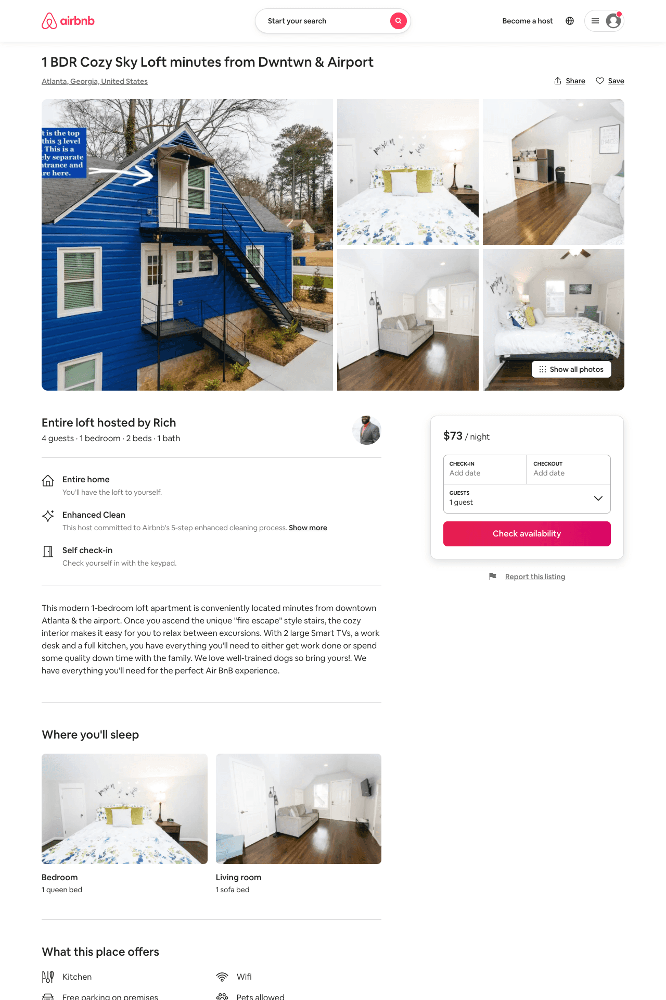 airbnb
Start your search
Become a host
1 BDR Cozy Sky Loft minutes from Dwntwn & Airport
Atlanta, Georgia, United States
Share
Save
t is the top
this 3 level
. This is a
ely separate
ntrance and
re here.
passion
CHANCES
Show all photos
Entire loft hosted by Rich
4 guests · 1 bedroom · 2 beds · 1 bath
$73 / night
CHECK-IN
Add date
CHECKOUT
Add date
GUESTS
1 guest
Check availability
Report this listing
Entire home
You'll have the loft to yourself.
Enhanced Clean
This host committed to Airbnb's 5-step enhanced cleaning process. Show more
Self check-in
Check yourself in with the keypad.
This modern 1-bedroom loft apartment is conveniently located minutes from downtown
Atlanta & the airport. Once you ascend the unique "fire escape" style stairs, the cozy
interior makes it easy for you to relax between excursions. With 2 large Smart TVs, a work
desk and a full kitchen, you have everything you'll need to either get work done or spend
some quality down time with the family. We love well-trained dogs so bring yours!. We
have everything you'll need for the perfect Air BnB experience.
Where you'll sleep
passion
Bedroom
1 queen bed
Living room
1 sofa bed
What this place offers
Kitchen
Wifi
Free parking on premises
Pets allowed